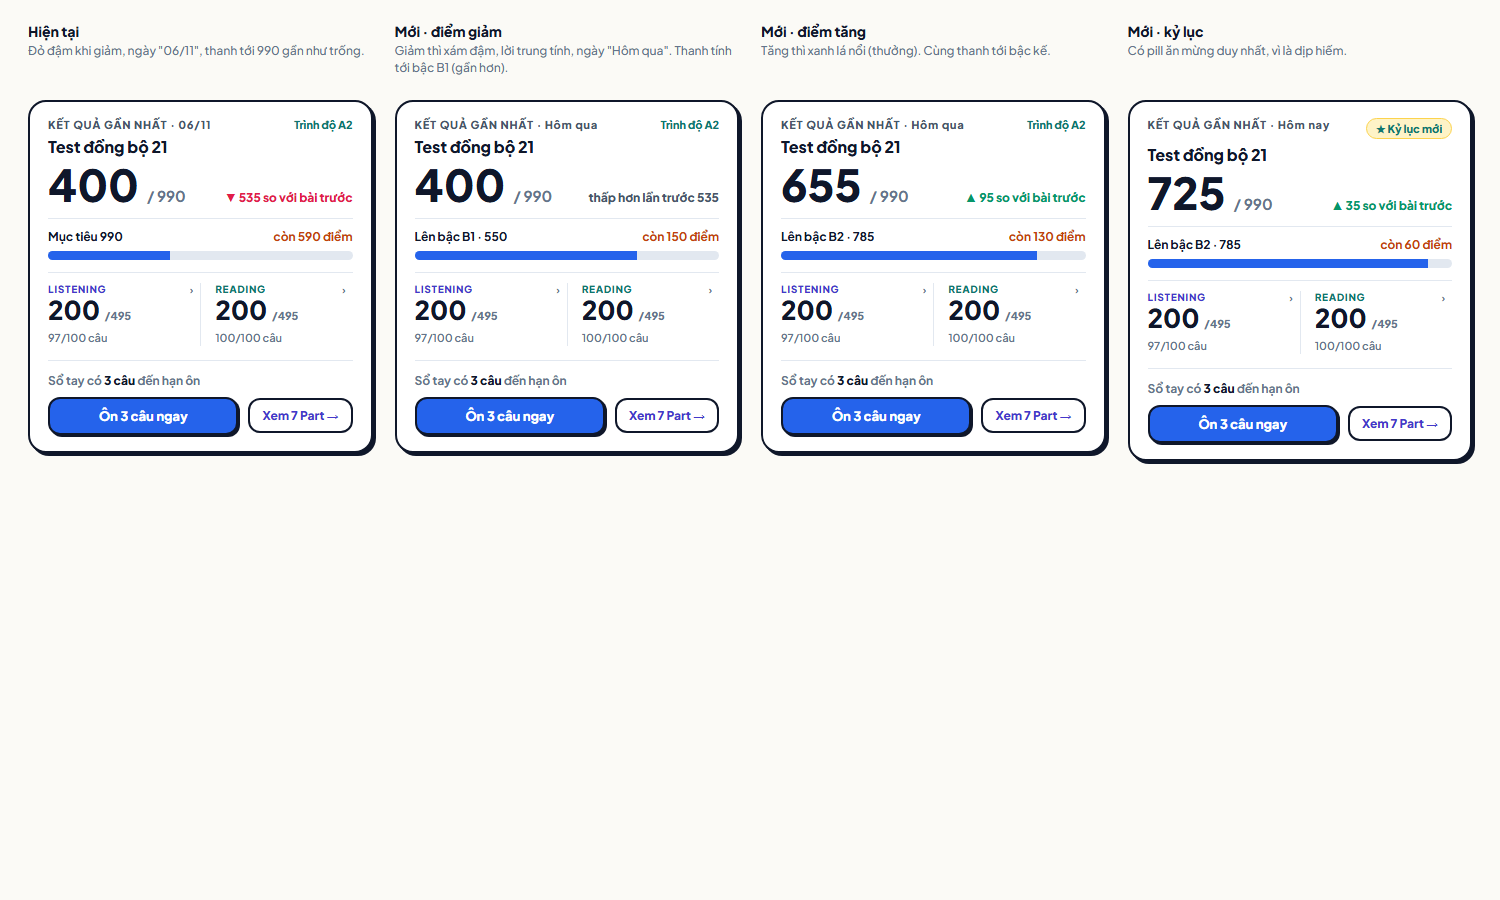 Hiện tại
Đỏ đậm khi giảm, ngày "06/11", thanh tới 990 gần như trống.
KẾT QUẢ GẦN NHẤT · 06/11
Trình độ A2
Test đồng bộ 21
400 / 990
▼ 535 so với bài trước
Mục tiêu 990
còn 590 điểm
LISTENING ›
200 /495
97/100 câu
READING ›
200 /495
100/100 câu
Sổ tay có 3 câu đến hạn ôn
Ôn 3 câu ngay
Xem 7 Part →
Mới · điểm giảm
Giảm thì xám đậm, lời trung tính, ngày "Hôm qua". Thanh tính
tới bậc B1 (gần hơn).
KẾT QUẢ GẦN NHẤT · Hôm qua
Trình độ A2
Test đồng bộ 21
400 / 990
thấp hơn lần trước 535
Lên bậc B1 · 550
còn 150 điểm
LISTENING ›
200 /495
97/100 câu
READING ›
200 /495
100/100 câu
Sổ tay có 3 câu đến hạn ôn
Ôn 3 câu ngay
Xem 7 Part →
Mới · điểm tăng
Tăng thì xanh lá nổi (thưởng). Cùng thanh tới bậc kế.
KẾT QUẢ GẦN NHẤT · Hôm qua
Trình độ A2
Test đồng bộ 21
655 / 990
▲ 95 so với bài trước
Lên bậc B2 · 785
còn 130 điểm
LISTENING ›
200 /495
97/100 câu
READING ›
200 /495
100/100 câu
Sổ tay có 3 câu đến hạn ôn
Ôn 3 câu ngay
Xem 7 Part →
Mới · kỷ lục
Có pill ăn mừng duy nhất, vì là dịp hiếm.
KẾT QUẢ GẦN NHẤT · Hôm nay
★ Kỷ lục mới
Test đồng bộ 21
725 / 990
▲ 35 so với bài trước
Lên bậc B2 · 785
còn 60 điểm
LISTENING ›
200 /495
97/100 câu
READING ›
200 /495
100/100 câu
Sổ tay có 3 câu đến hạn ôn
Ôn 3 câu ngay
Xem 7 Part →